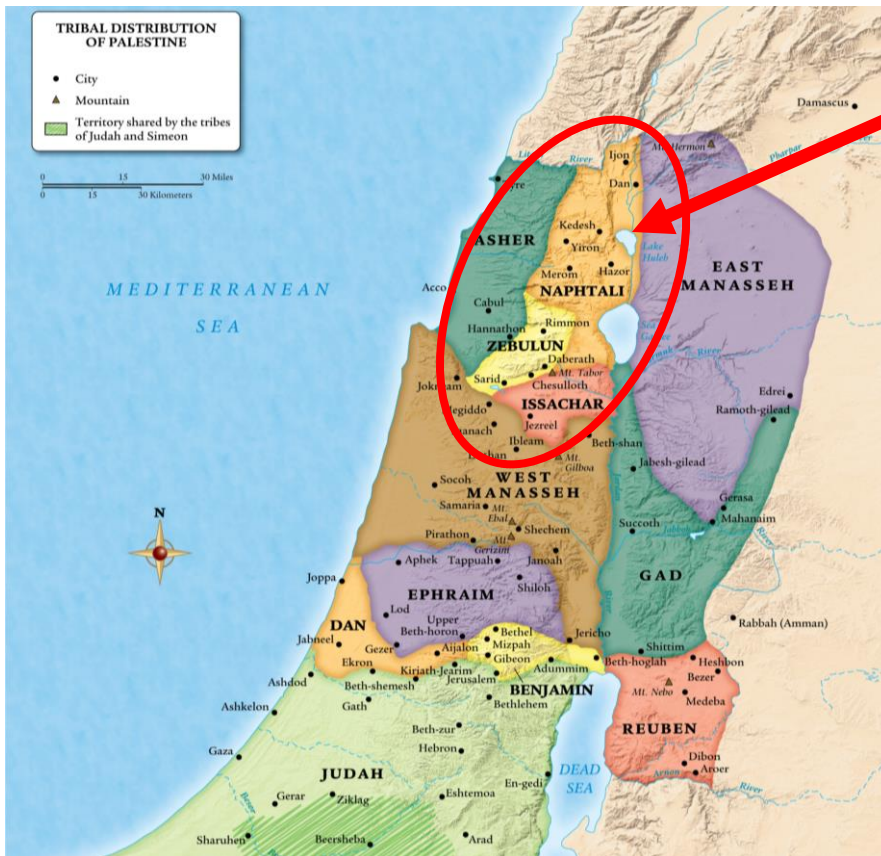 TRIBAL DISTRIBUTION
OF PALESTINE
City
Mountain
Territory shared by the tribes
of Judah and Simeon
0 15 30 Miles
0 15 30 Kilometers
Damascus
Mt. Hermon
Pharpar
River
Ijon
River
Dan
Kedesh
ASHER
Yiron
Lake
Huleh
Merom
Hazor
EAST
MANASSEH
NAPHTALI
Acco
MEDITERRANEAN
SEA
Cabul
Hannathon
Rimmon
Sea
ZEBULUN
River
Daberath
Mt. Tabor
Sarid
Chesulloth
Edrei
ISSACHAR
Ramoth-gilead
Jezreel
Ibleam
Beth-shan
Mt.
Gilboa
Jabesh-gilead
WEST
MANASSEH
Socoh
Samaria
Mt.
Ebal
Shechem
Gerasa
Mahanaim
Succoth
Pirathon
Mt.
Gerizim
Janoah
River
Aphek
Tappuah
GAD
Joppa
EPHRAIM
Shiloh
Lod
River
DAN
Upper
Beth-horon
Bethel
Mizpah
Jericho
Rabbah (Amman)
Jabneel
Gezer
Aijalon
Gibeon
Shittim
Ekron
Kiriath-Jearim
Adummim
Beth-hoglah
Heshbon
Ashdod
Beth-shemesh
Jerusalem
BENJAMIN
Bezer
Mt. Nebo
Gath
Bethlehem
Medeba
Ashkelon
REUBEN
Beth-zur
Gaza
Hebron
Dibon
DEAD
SEA
Aroer
Arnon
River
JUDAH
En-gedi
Gerar
Ziklag
Eshtemoa
Besor
Sharuhen
Beersheba
Arad
N